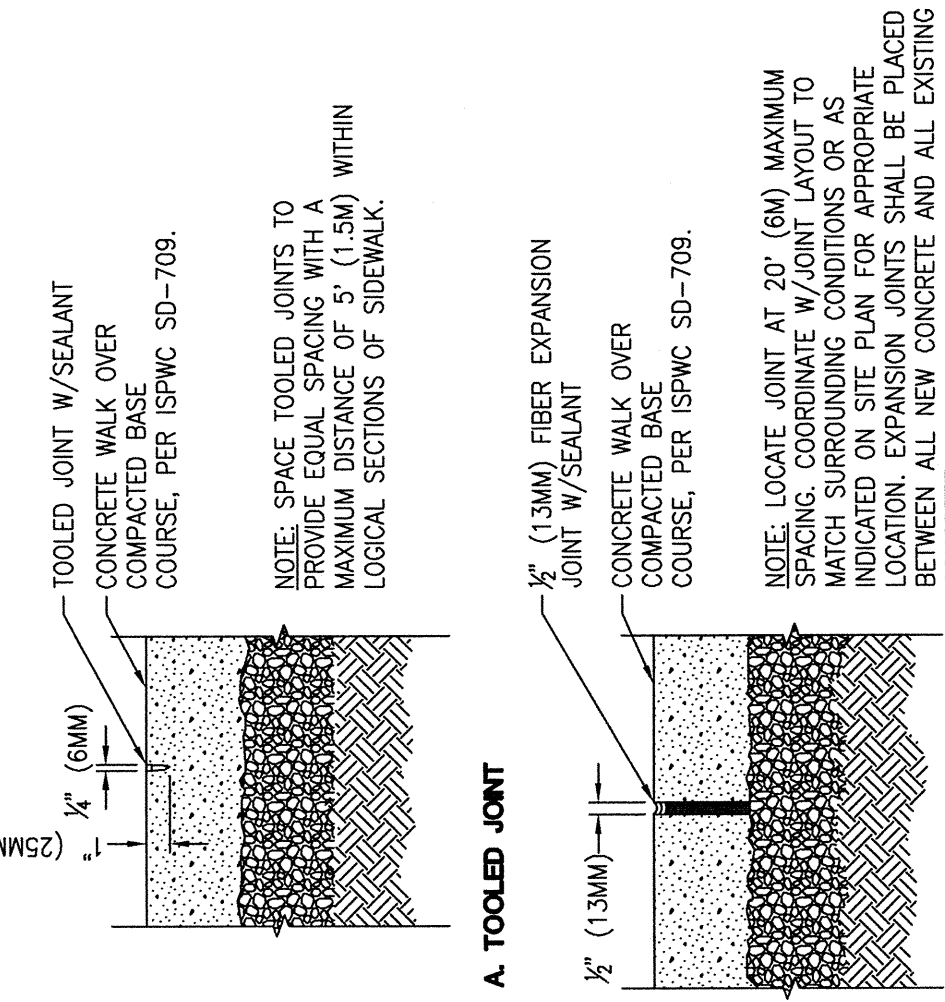 1" (25MM
¼" (6MM)
TOOLED JOINT W/SEALANT
CONCRETE WALK OVER
COMPACTED BASE
COURSE, PER ISPWC SD-709.
NOTE: SPACE TOOLED JOINTS TO
PROVIDE EQUAL SPACING WITH A
MAXIMUM DISTANCE OF 5' (1.5M) WITHIN
LOGICAL SECTIONS OF SIDEWALK.
A. TOOLED JOINT
½" (13MM)
½" (13MM) FIBER EXPANSION
JOINT W/SEALANT
CONCRETE WALK OVER
COMPACTED BASE
COURSE, PER ISPWC SD-709.
NOTE: LOCATE JOINT AT 20' (6M) MAXIMUM
SPACING. COORDINATE W/JOINT LAYOUT TO
MATCH SURROUNDING CONDITIONS OR AS
INDICATED ON SITE PLAN FOR APPROPRIATE
LOCATION. EXPANSION JOINTS SHALL BE PLACED
BETWEEN ALL NEW CONCRETE AND ALL EXISTING